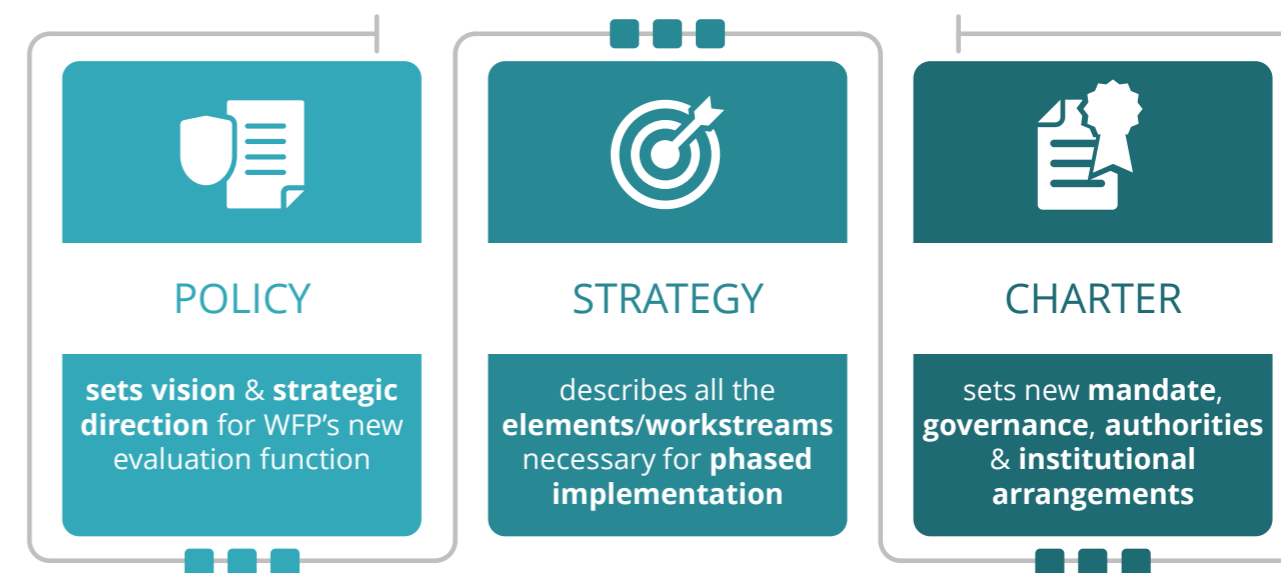 POLICY
sets vision & strategic
direction for WFP’s new
evaluation function
STRATEGY
describes all the
elements/workstreams
necessary for phased
implementation
CHARTER
sets new mandate,
governance, authorities
& institutional
arrangements